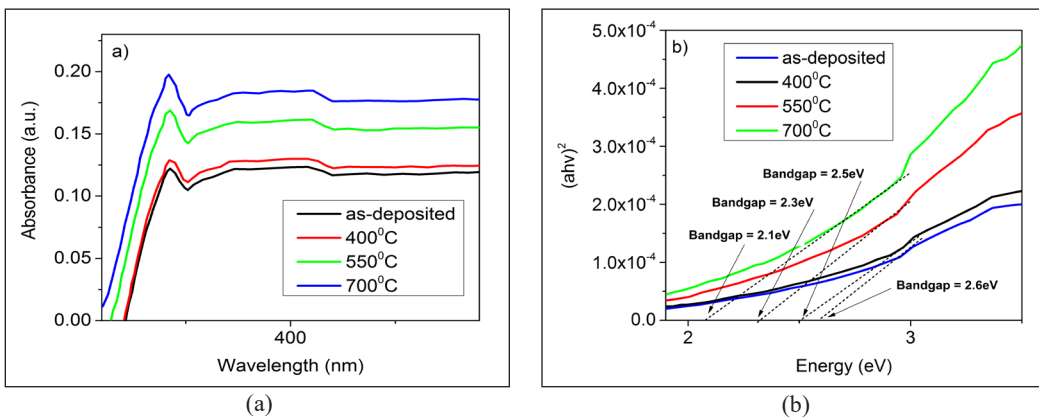 a)
Absorbance (a.u.)
0.20
0.15
0.10
0.05
0.00
as-deposited
400⁰C
550⁰C
700⁰C
400
Wavelength (nm)
(a)
b)
(ahv)²
5.0x10⁻⁴
4.0x10⁻⁴
3.0x10⁻⁴
2.0x10⁻⁴
1.0x10⁻⁴
0.0
as-deposited
400⁰C
550⁰C
700⁰C
Bandgap = 2.5eV
Bandgap = 2.3eV
Bandgap = 2.1eV
Bandgap = 2.6eV
2
3
Energy (eV)
(b)